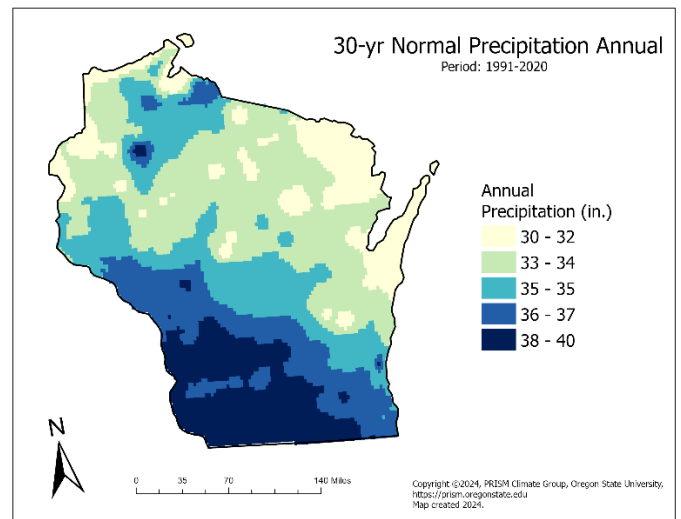 30-yr Normal Precipitation Annual
Period: 1991-2020
Annual
Precipitation (in.)
30 - 32
33 - 34
35 - 35
36 - 37
38 - 40
N
0 35 70 140 Miles
Copyright ©2024, PRISM Climate Group, Oregon State University,
https://prism.oregonstate.edu
Map created 2024.